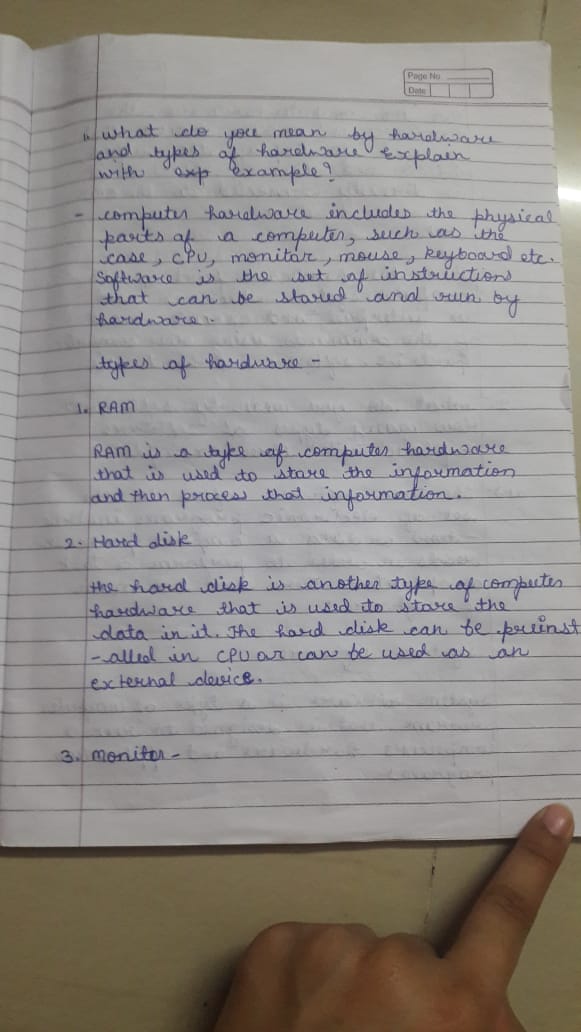 Page No
Date
1. what do you mean by hardware
and types of hardware explain
with exp example?
- computer hardware includes the physical
parts of a computer, such as the
case, CPU, monitor, mouse, keyboard etc.
Software is the set of instructions
that can be stored and run by
hardware.
types of hardware -
1. RAM
RAM is a type of computer hardware
that is used to store the information
and then process that information.
2. Hard disk
the hard disk is another type of computer
hardware that is used to store the
data in it. The hard disk can be preinst
-alled in CPU or can be used as an
external device.
3. monitor -